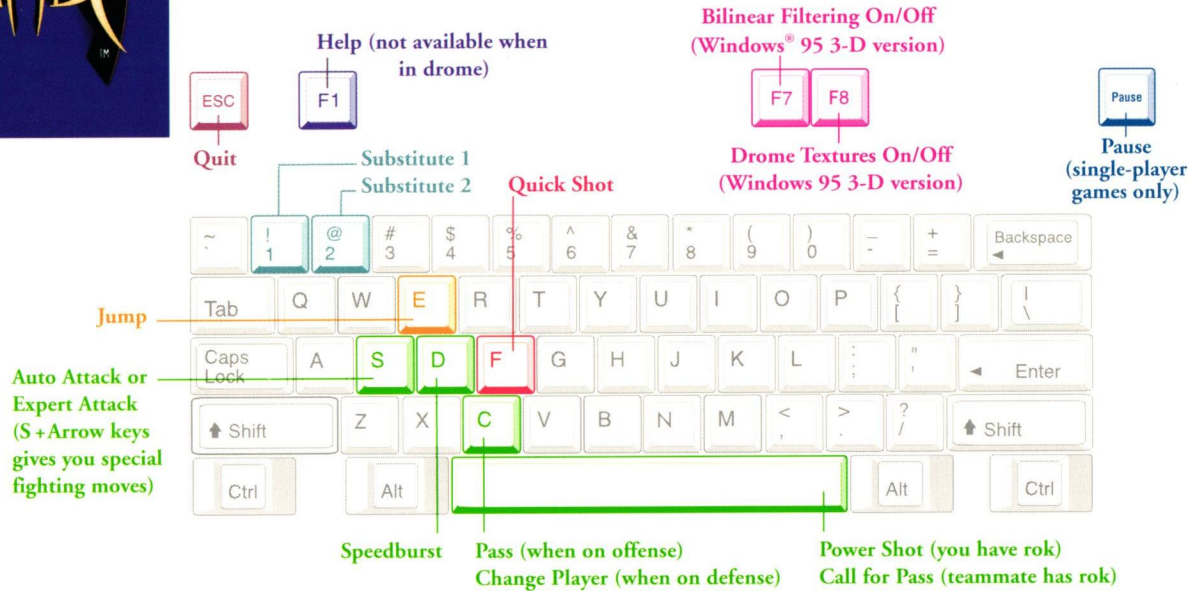 TM
Bilinear Filtering On/Off
(Windows® 95 3-D version)
Help (not available when
in drome)
ESC
F1
F7
F8
Pause
Quit
Drome Textures On/Off
(Windows 95 3-D version)
Pause
(single-player
games only)
Substitute 1
Substitute 2
Quick Shot
~ ! @ # $ % ^ & * ( ) _ + Backspace
` 1 2 3 4 5 6 7 8 9 0 - = ◄
Jump
Tab Q W E R T Y U I O P { } |
[ ] \
Caps Lock A S D F G H J K L : " ◄ Enter
; '
Auto Attack or
Expert Attack
(S + Arrow keys
gives you special
fighting moves)
Shift Z X C V B N M < > ? Shift
, . /
Ctrl Alt Alt Ctrl
Speedburst
Pass (when on offense)
Change Player (when on defense)
Power Shot (you have rok)
Call for Pass (teammate has rok)